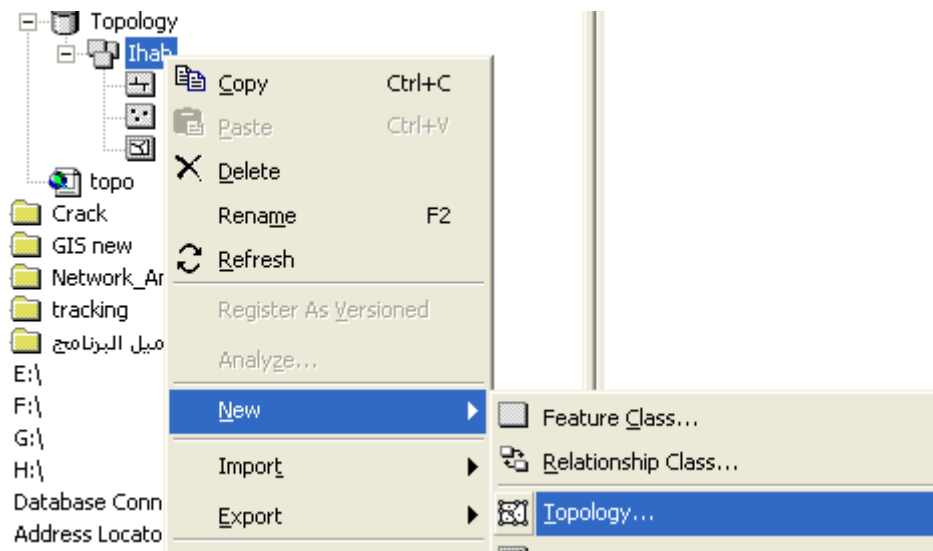 Topology
Ihab
Copy Ctrl+C
Paste Ctrl+V
Delete
topo
Crack
Rename F2
GIS new
Refresh
Network_Ar
tracking
Register As Versioned
ميل البرنامج
Analyze...
E:\
F:\
New
Feature Class...
G:\
H:\
Import
Relationship Class...
Database Conn
Export
Topology...
Address Locato